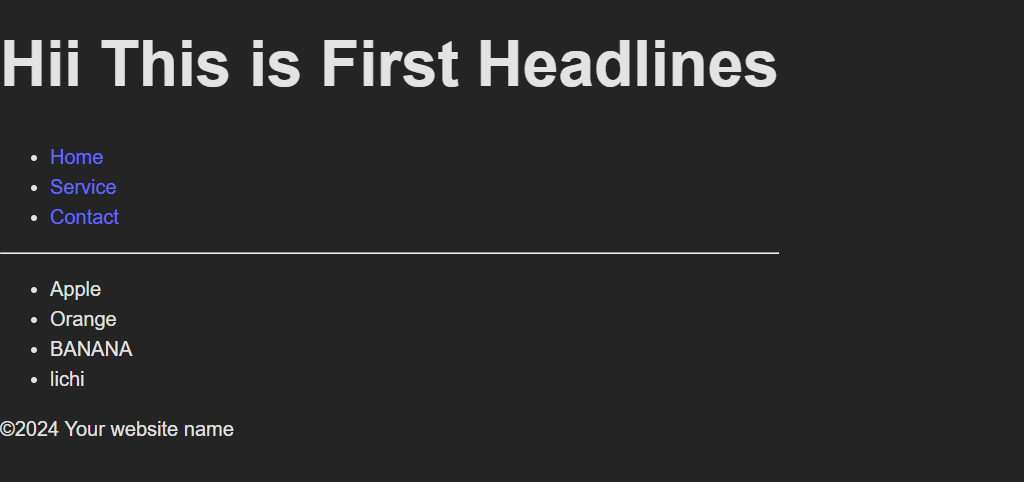 Hii This is First Headlines
Home
Service
Contact
Apple
Orange
BANANA
lichi
©2024 Your website name